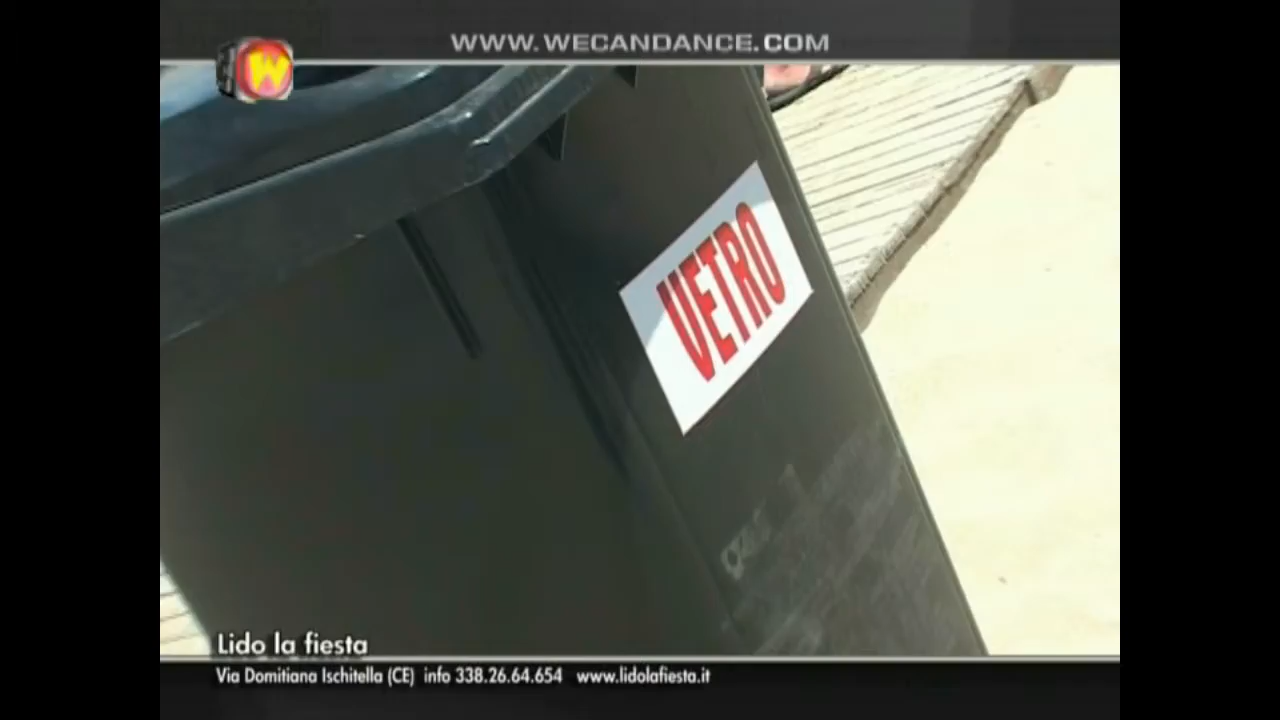 WWW.WECANDANCE.COM
W
VETRO
Lido la fiesta
Via Domitiana Ischitella (CE) info 338.26.64.654 www.lidolafiesta.it